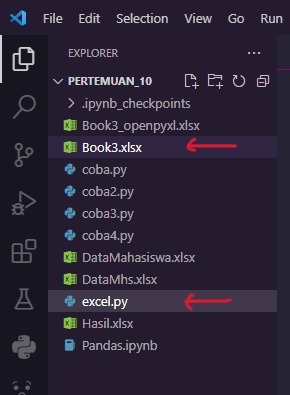 File Edit Selection View Go Run
EXPLORER
PERTEMUAN_10
.ipynb_checkpoints
Book3_openpyxl.xlsx
Book3.xlsx
coba.py
coba2.py
coba3.py
coba4.py
DataMahasiswa.xlsx
DataMhs.xlsx
excel.py
Hasil.xlsx
Pandas.ipynb